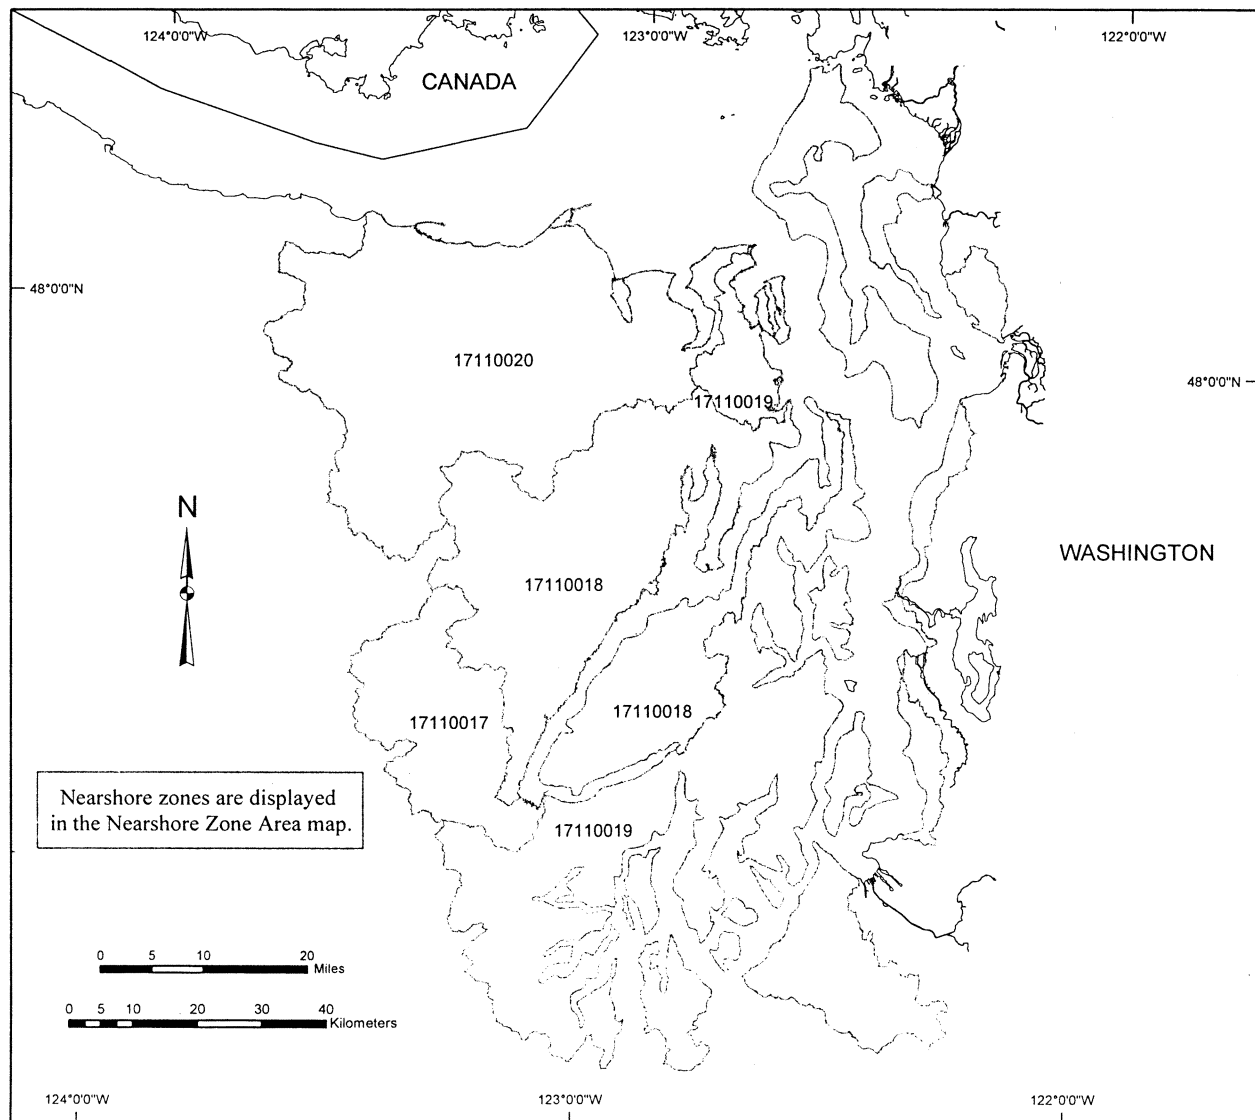 124°0'0"W
123°0'0"W
122°0'0"W
CANADA
48°0'0"N
17110020
48°0'0"N
17110019
N
WASHINGTON
17110018
17110018
17110017
Nearshore zones are displayed
in the Nearshore Zone Area map.
17110019
0 5 10 20
Miles
0 5 10 20 30 40
Kilometers
124°0'0"W
123°0'0"W
122°0'0"W